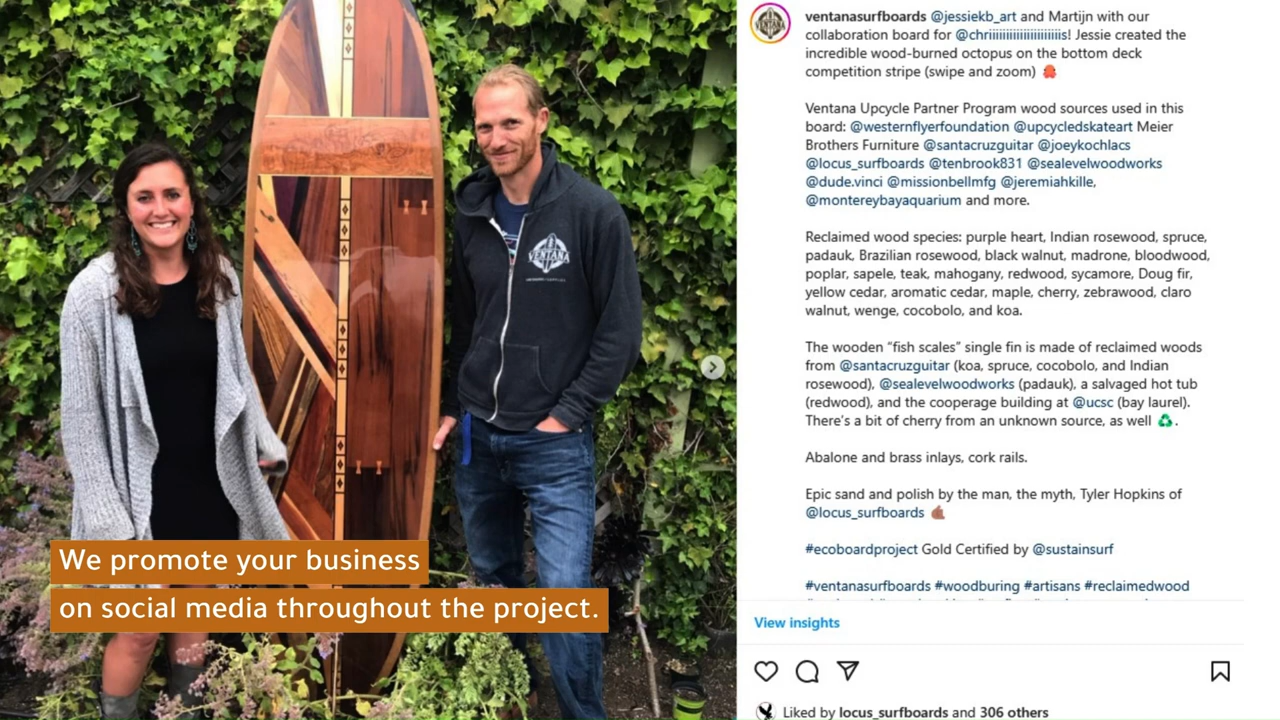 ventanasurfboards @jessiekb_art and Martijn with our
collaboration board for @chriiiiiiiiiiiiiiiiiiiiiis! Jessie created the
incredible wood-burned octopus on the bottom deck
competition stripe (swipe and zoom) 🐙
Ventana Upcycle Partner Program wood sources used in this
board: @westernflyerfoundation @upcycledskateart Meier
Brothers Furniture @santacruzguitar @joeykochlacs
@locus_surfboards @tenbrook831 @sealevelwoodworks
@dude.vinci @missionbellmfg @jeremiahkille,
@montereybayaquarium and more.
Reclaimed wood species: purple heart, Indian rosewood, spruce,
padauk, Brazilian rosewood, black walnut, madrone, bloodwood,
poplar, sapele, teak, mahogany, redwood, sycamore, Doug fir,
yellow cedar, aromatic cedar, maple, cherry, zebrawood, claro
walnut, wenge, cocobolo, and koa.
The wooden “fish scales” single fin is made of reclaimed woods
from @santacruzguitar (koa, spruce, cocobolo, and Indian
rosewood), @sealevelwoodworks (padauk), a salvaged hot tub
(redwood), and the cooperage building at @ucsc (bay laurel).
There's a bit of cherry from an unknown source, as well ♻️.
Abalone and brass inlays, cork rails.
Epic sand and polish by the man, the myth, Tyler Hopkins of
@locus_surfboards 🤙🏽
#ecoboardproject Gold Certified by @sustainsurf
#ventanasurfboards #woodburing #artisans #reclaimedwood
View insights
Liked by locus_surfboards and 306 others
VENTANA
We promote your business
on social media throughout the project.